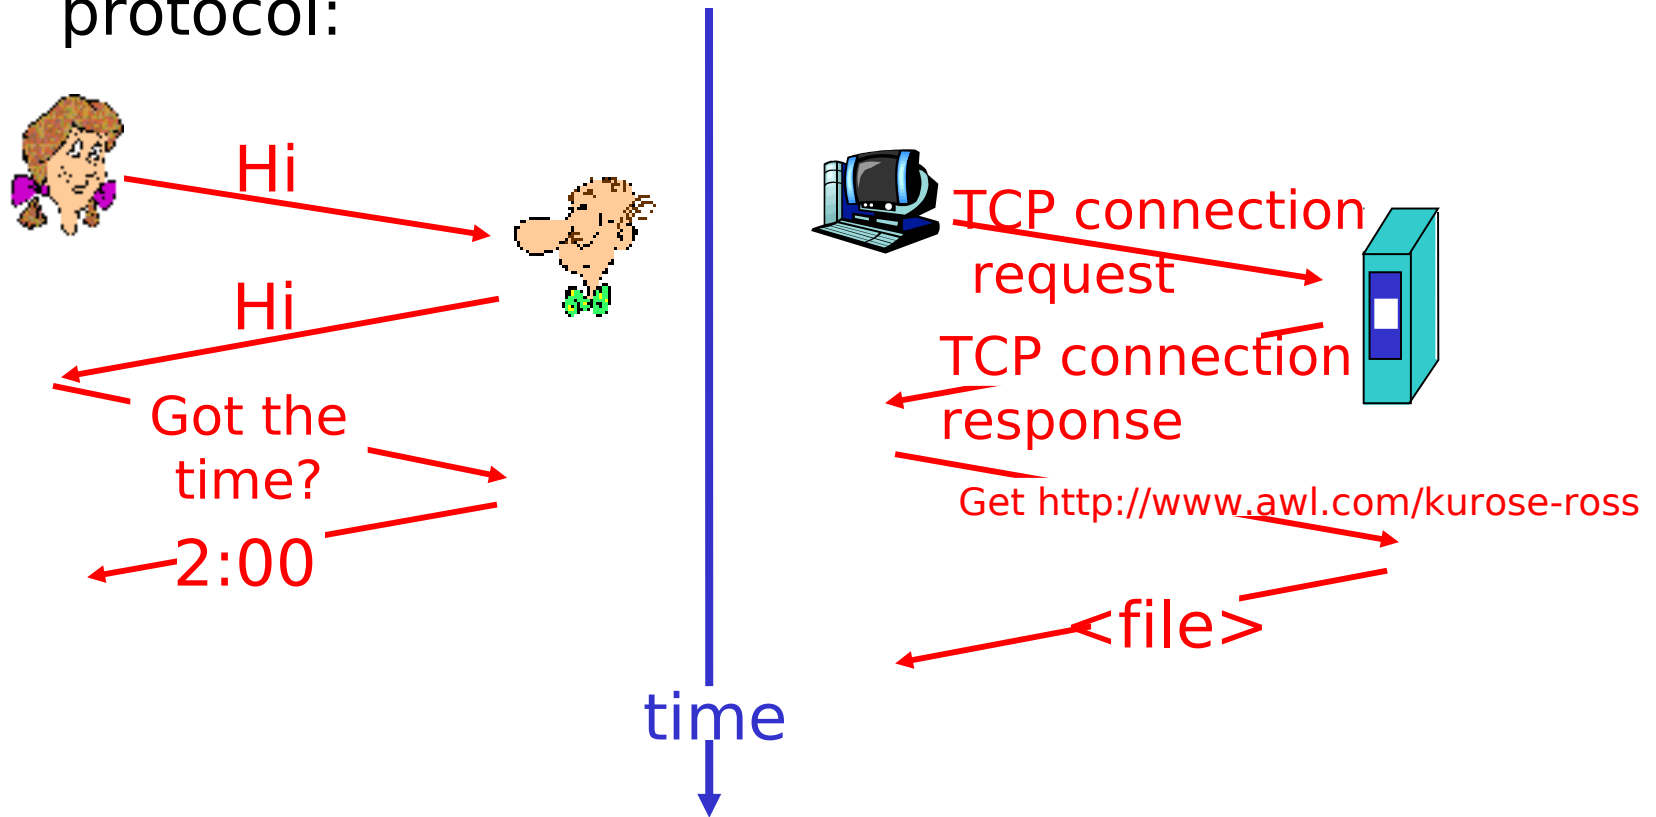 protocol:
Hi
Hi
Got the
time?
2:00
TCP connection
request
TCP connection
response
Get http://www.awl.com/kurose-ross
<file>
time